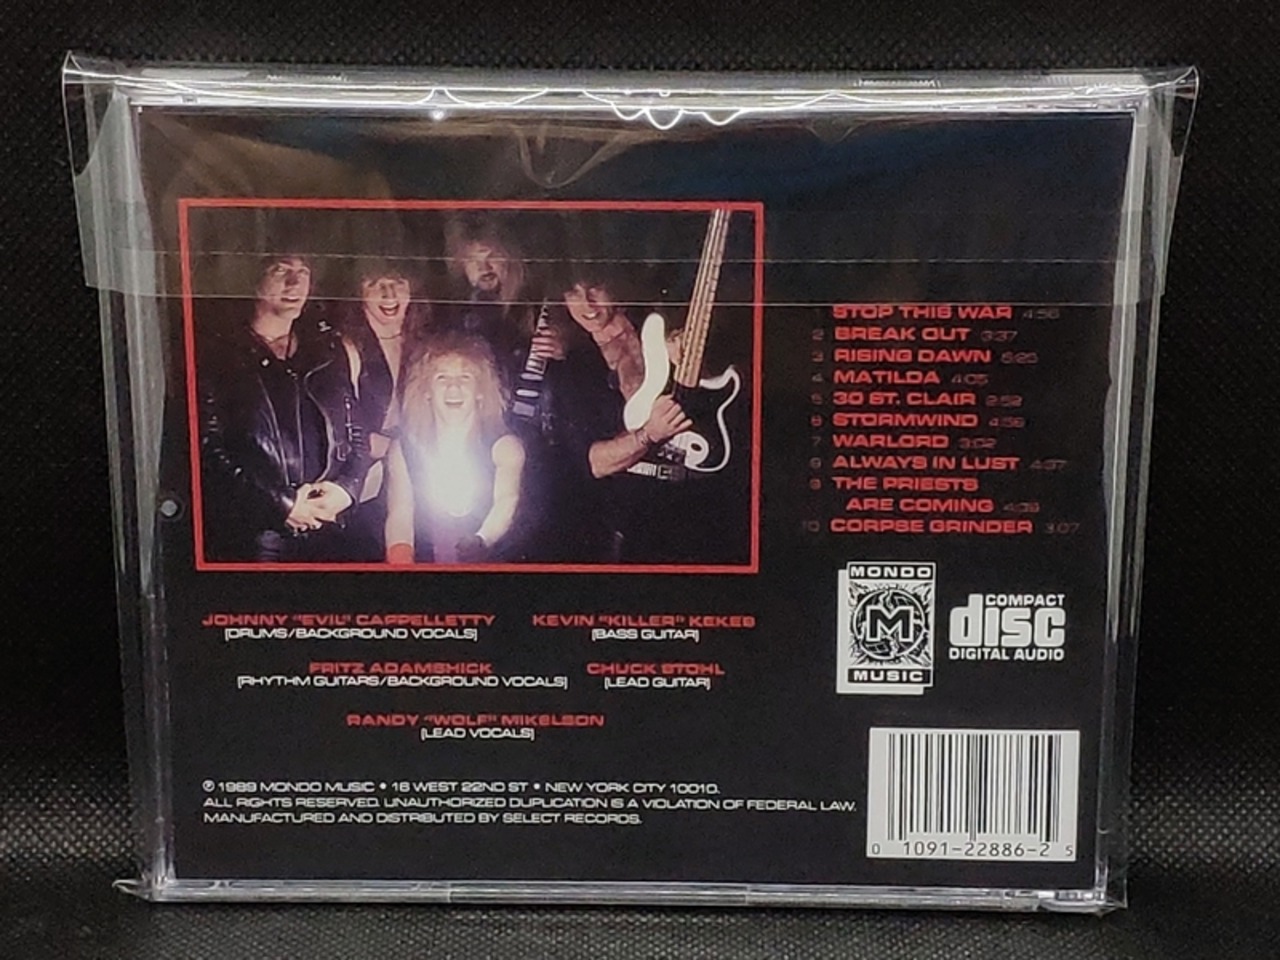 1 STOP THIS WAR 4:56
2 BREAK OUT 3:37
3 RISING DAWN
4 MATILDA 4:05
5 30 ST. CLAIR 2:52
6 STORMWIND 4:56
7 WARLORD 3:02
ALWAYS IN LUST 4:37
9 THE PRIESTS
ARE COMING
10 CORPSE GRINDER 3:07
MONDO
M
MUSIC
COMPACT
disc
DIGITAL AUDIO
JOHNNY "EVIL" CAPPELLETTY
[DRUMS/BACKGROUND VOCALS]
KEVIN "KILLER" KEKES
[BASS GUITAR]
FRITZ ADAMSHICK
[RHYTHM GUITARS/BACKGROUND VOCALS]
CHUCK STOHL
[LEAD GUITAR]
RANDY "WOLF" MIKELSON
[LEAD VOCALS]
℗ 1989 MONDO MUSIC • 16 WEST 22ND ST • NEW YORK CITY 10010.
ALL RIGHTS RESERVED. UNAUTHORIZED DUPLICATION IS A VIOLATION OF FEDERAL LAW.
MANUFACTURED AND DISTRIBUTED BY SELECT RECORDS.
0 1091-22886-2 5